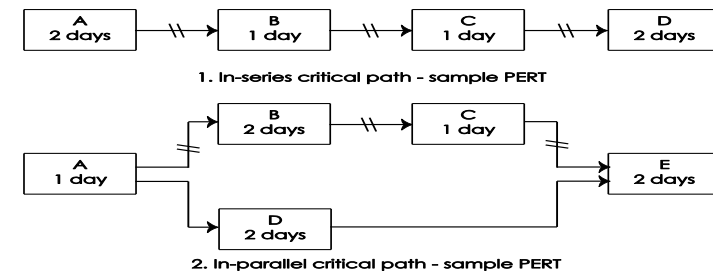 A
2 days
B
1 day
C
1 day
D
2 days
1. In-series critical path - sample PERT
B
2 days
C
1 day
A
1 day
E
2 days
D
2 days
2. In-parallel critical path - sample PERT